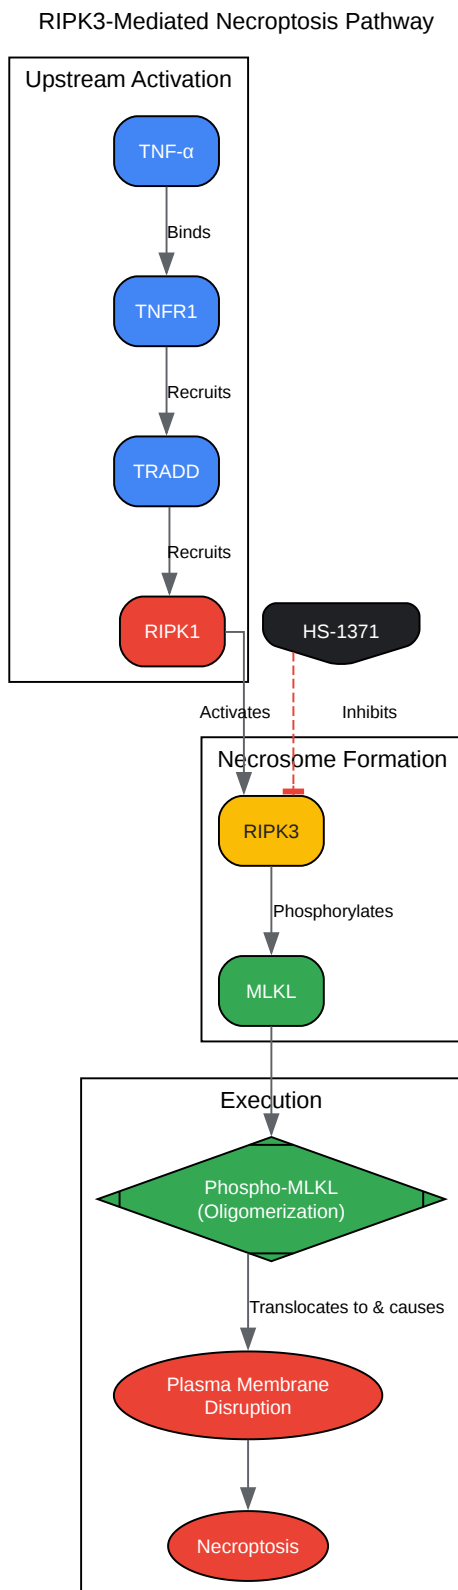 RIPK3-Mediated Necroptosis Pathway
Upstream Activation
TNF-α
Binds
TNFR1
Recruits
TRADD
Recruits
RIPK1
HS-1371
Activates
Inhibits
Necrosome Formation
RIPK3
Phosphorylates
MLKL
Execution
Phospho-MLKL
(Oligomerization)
Translocates to & causes
Plasma Membrane
Disruption
Necroptosis